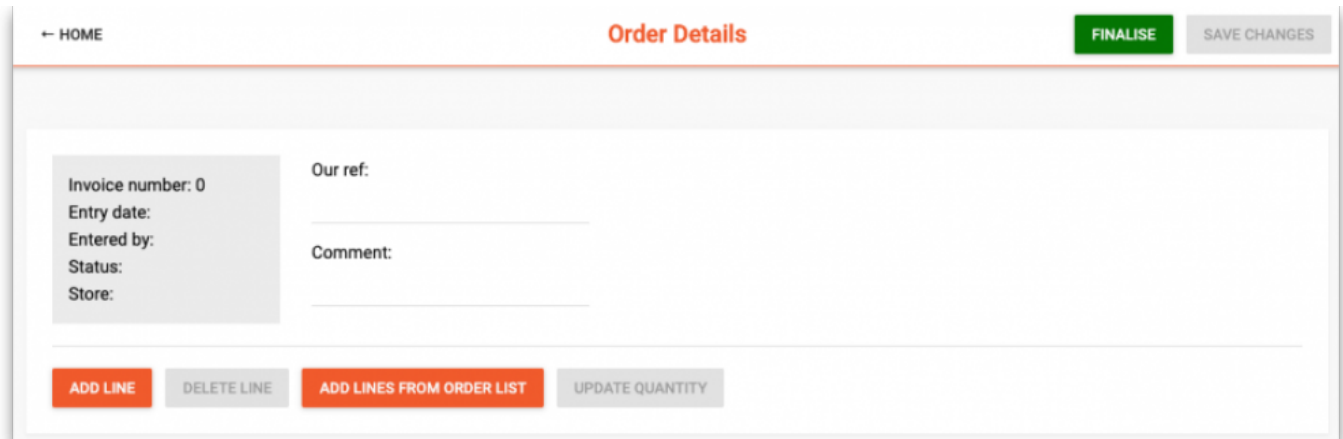 ← HOME
Order Details
FINALISE
SAVE CHANGES
Invoice number: 0
Entry date:
Entered by:
Status:
Store:
Our ref:
Comment:
ADD LINE
DELETE LINE
ADD LINES FROM ORDER LIST
UPDATE QUANTITY